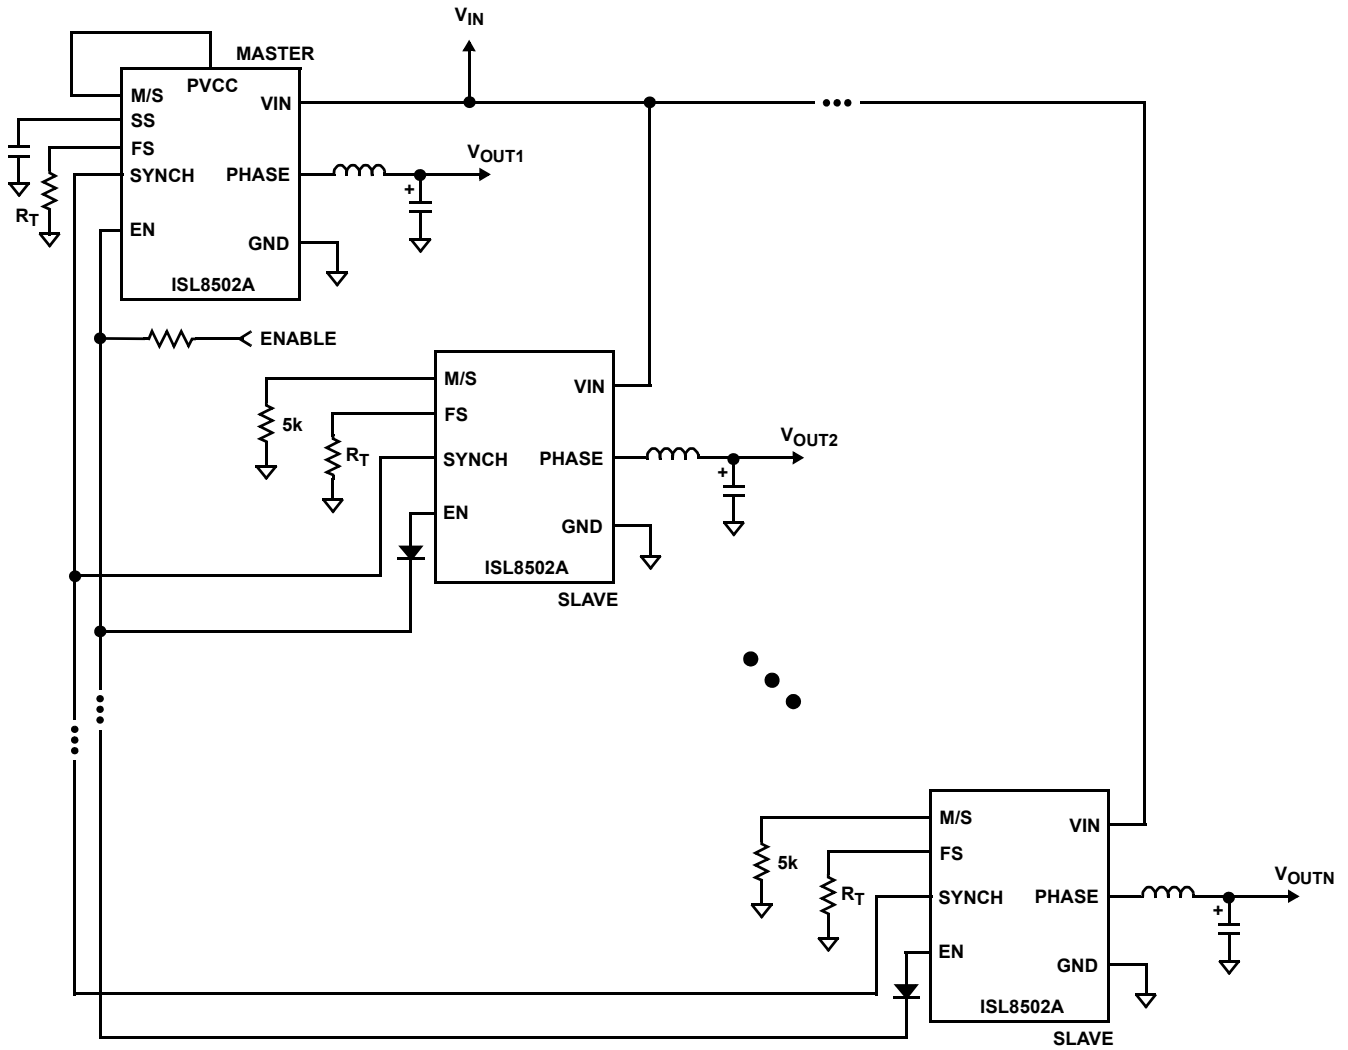 VIN
MASTER
PVCC
M/S
VIN
SS
FS
SYNCH
PHASE
VOUT1
+
RT
EN
GND
ISL8502A
ENABLE
M/S
VIN
FS
5k
RT
SYNCH
PHASE
VOUT2
+
EN
GND
ISL8502A
SLAVE
M/S
VIN
FS
5k
RT
SYNCH
PHASE
VOUTN
+
EN
GND
ISL8502A
SLAVE